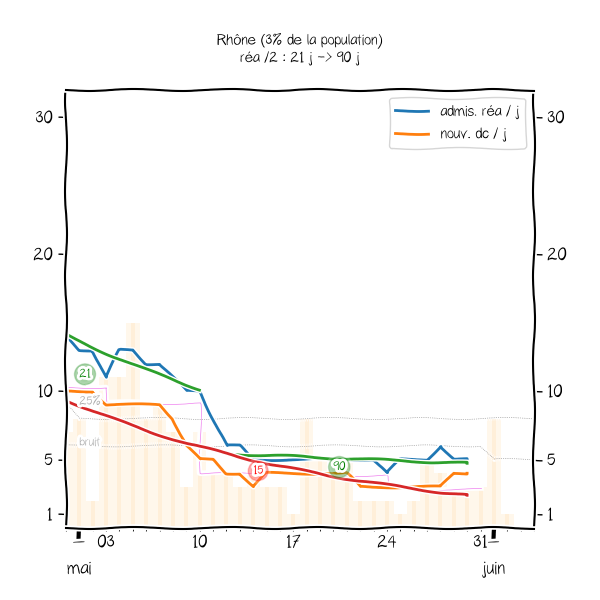 Rhône (3% de la population)
réa /2 : 21 j -> 90 j
admis. réa / j
nouv. dc / j
30
30
20
20
10
10
5
5
1
1
21
25%
bruit
15
90
03
10
17
24
31
mai
juin